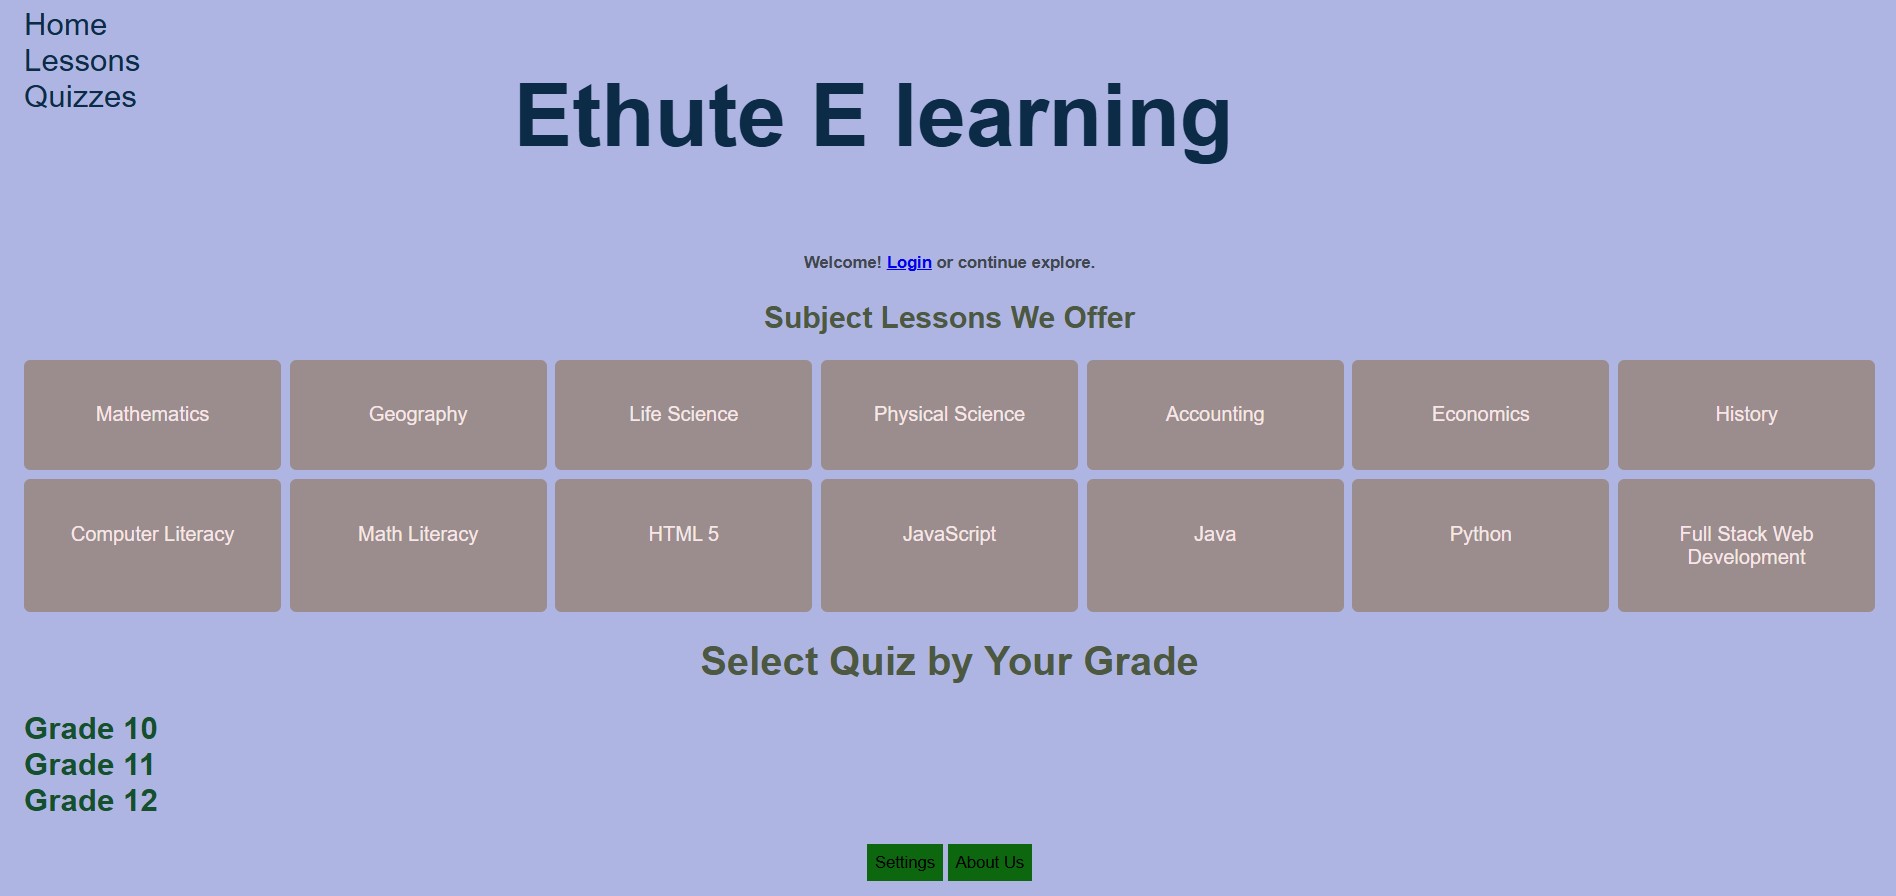 Home
Lessons
Quizzes
Ethute E learning
Welcome! Login or continue explore.
Subject Lessons We Offer
Mathematics
Geography
Life Science
Physical Science
Accounting
Economics
History
Computer Literacy
Math Literacy
HTML 5
JavaScript
Java
Python
Full Stack Web
Development
Select Quiz by Your Grade
Grade 10
Grade 11
Grade 12
Settings
About Us